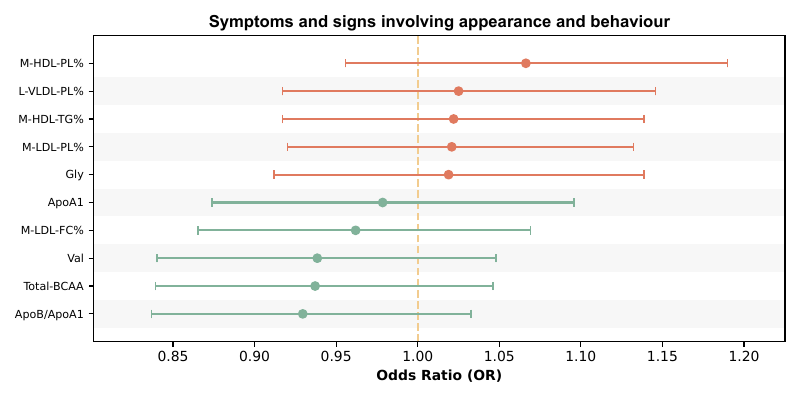 Symptoms and signs involving appearance and behaviour
M-HDL-PL%
L-VLDL-PL%
M-HDL-TG%
M-LDL-PL%
Gly
ApoA1
M-LDL-FC%
Val
Total-BCAA
ApoB/ApoA1
0.85 0.90 0.95 1.00 1.05 1.10 1.15 1.20
Odds Ratio (OR)